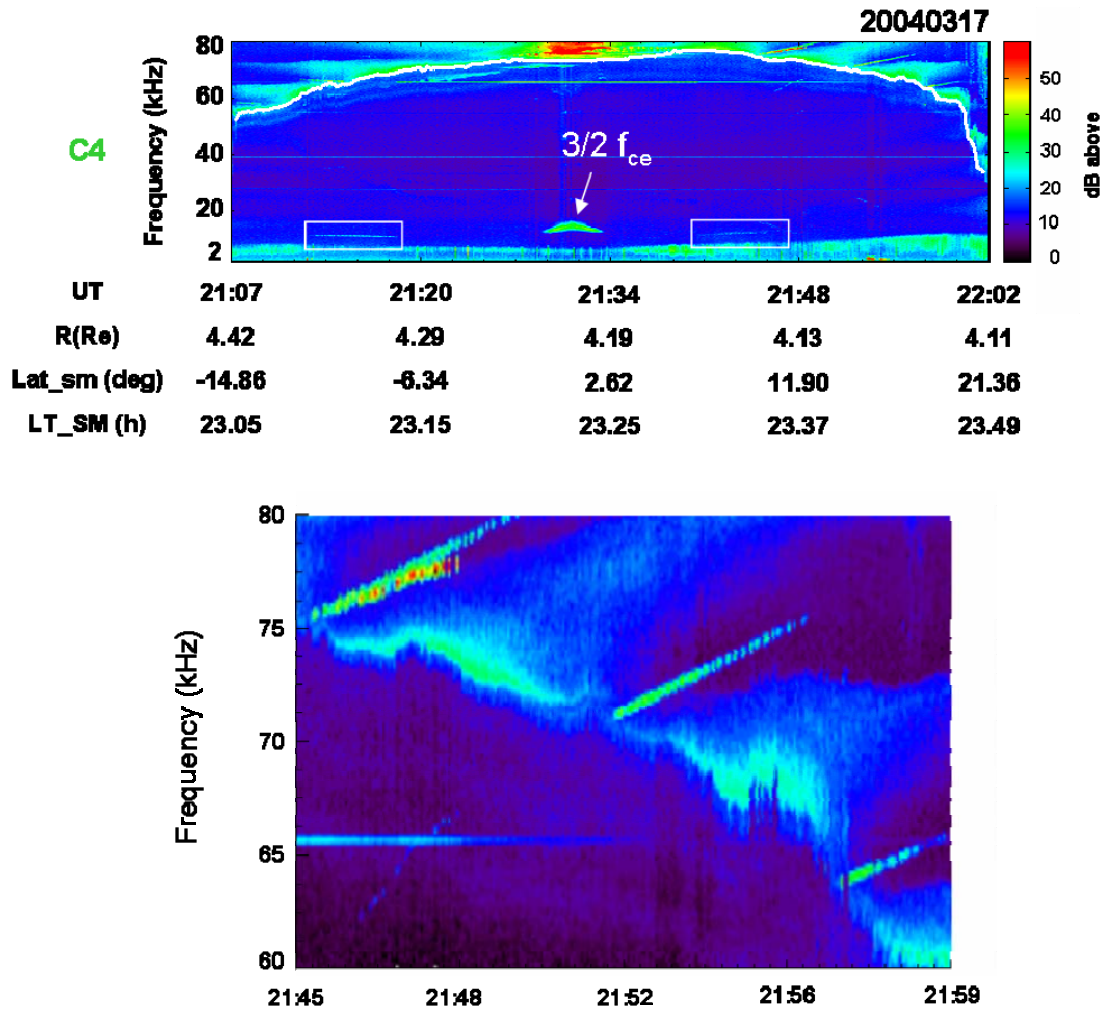 20040317
80
60
40
20
2
Frequency (kHz)
C4
3/2 fce
50
40
30
20
10
0
dB above
UT 21:07 21:20 21:34 21:48 22:02
R(Re) 4.42 4.29 4.19 4.13 4.11
Lat_sm (deg) -14.86 -6.34 2.62 11.90 21.36
LT_SM (h) 23.05 23.15 23.25 23.37 23.49
80
75
70
65
60
Frequency (kHz)
21:45 21:48 21:52 21:56 21:59